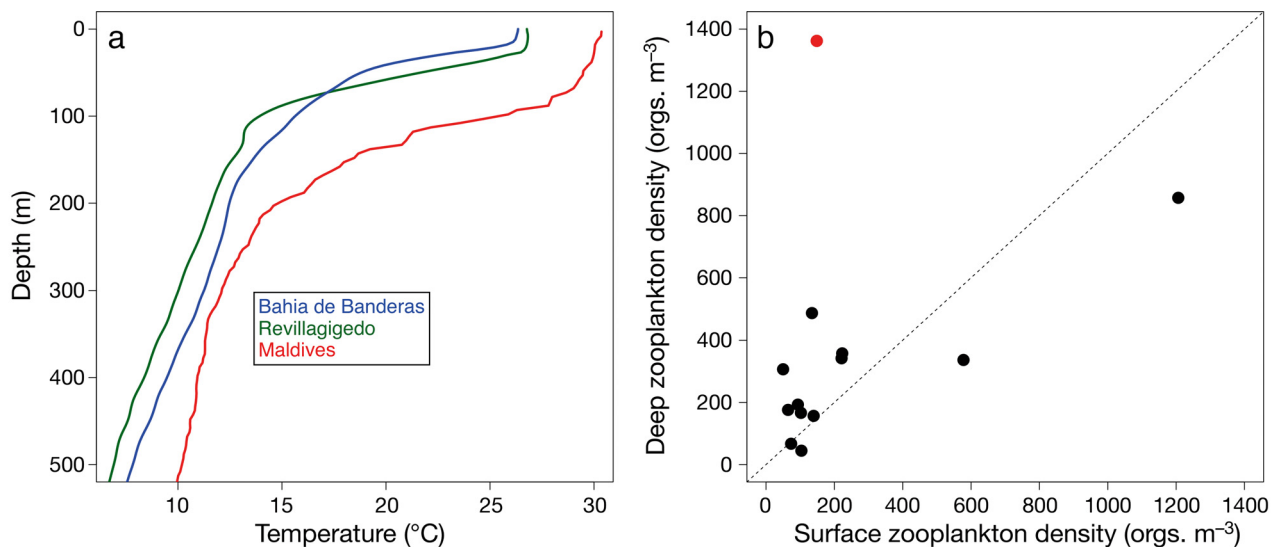 a
0
100
200
300
400
500
Depth (m)
Bahia de Banderas
Revillagigedo
Maldives
10 15 20 25 30
Temperature (°C)
b
1400
1200
1000
800
600
400
200
0
Deep zooplankton density (orgs. m–3)
0 200 400 600 800 1000 1200 1400
Surface zooplankton density (orgs. m–3)